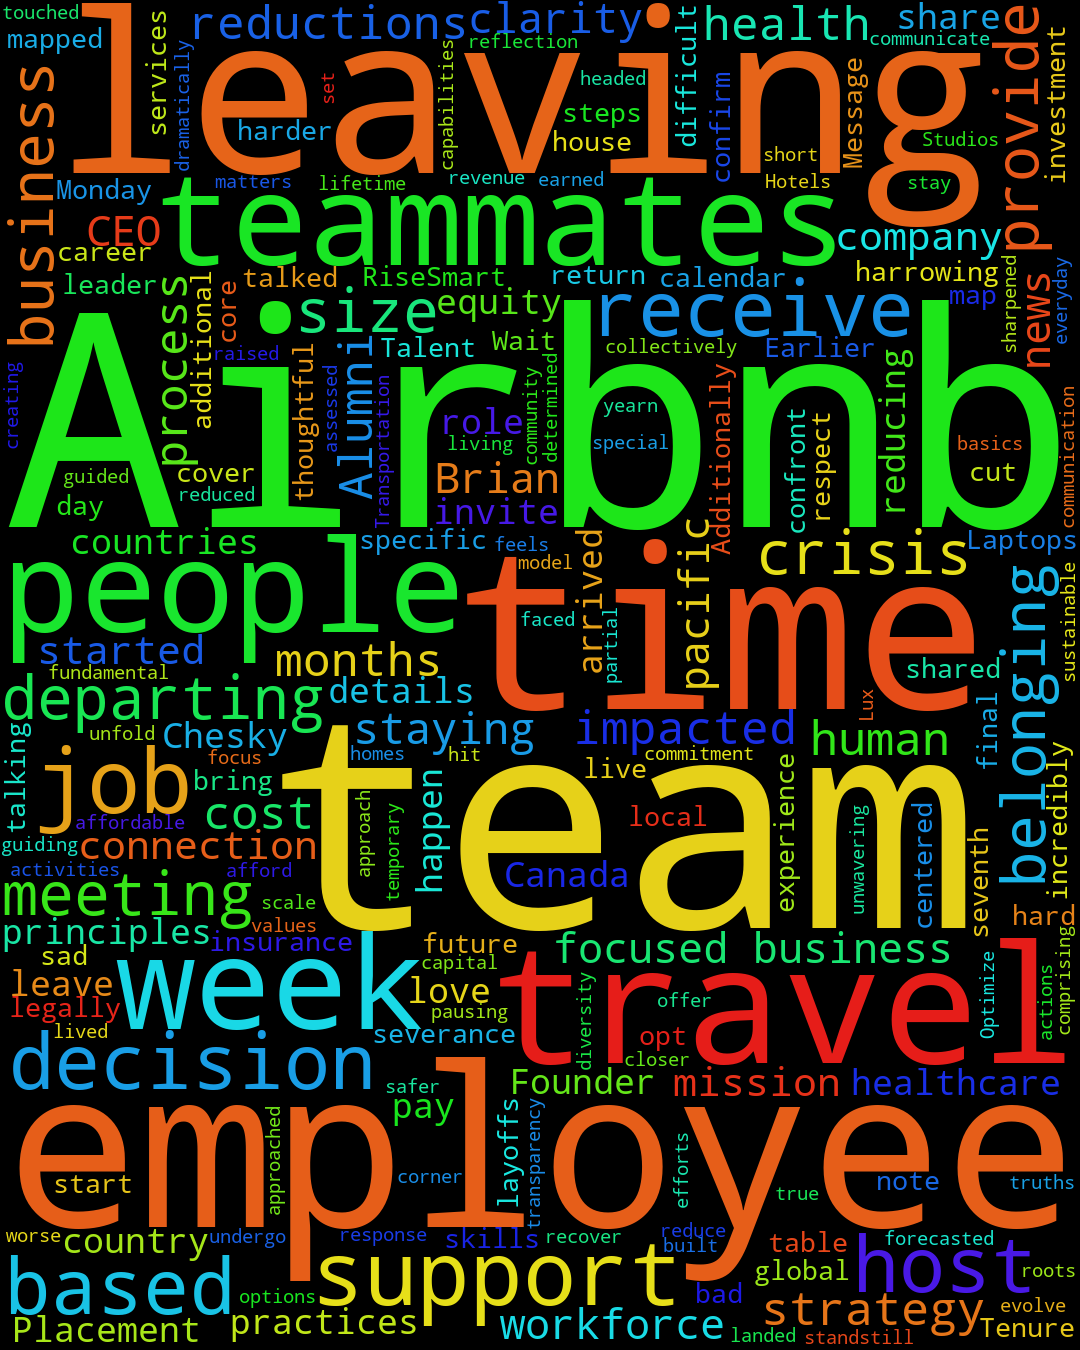 touched
reductions
clarity
health
share
mapped
leaving
reflection
communicate
provide
services
dramatically
set
harder
capabilities
headed
steps
house
difficult
confirm
short
Message
Studios
investment
business
Monday
matters
lifetime
revenue
earned
Hotels
stay
CEO
teammates
company
career
leader
talked
RiseSmart
return
calendar
harrowing
map
sharpened
everyday
news
process
additional
core
size
equity
receive
raised
thoughtful
Alumni
Talent
Wait
collectively
Earlier
creating
Airbnb
assessed
Transportation
role
living
community
determined
yearn
special
reducing
Additionally
confront
respect
basics
cut
communication
guided
day
cover
reduced
Brian
invite
countries
specific
feels
crisis
Laptops
people
time
model
arrived
pacific
faced
partial
belonging
sustainable
started
months
shared
fundamental
departing
details
Lux
final
unfold
Chesky
staying
impacted
human
talking
focus
homes
hit
commitment
job
bring
team
live
incredibly
affordable
cost
approach
temporary
happen
local
experience
unwavering
centered
seventh
guiding
connection
activities
afford
Canada
meeting
scale
hard
principles
values
insurance
future
focused business
sad
week
capital
travel
leave
love
diversity
offer
Optimize
actions
comprising
legally
pausing
lived
severance
opt
closer
decision
safer
Founder
mission
healthcare
employee
pay
approached
layoffs
transparency
efforts
start
corner
true
note
truths
worse
country
undergo
response
skills
recover
reduce
built
table
forecasted
global
host
roots
based
options
support
bad
strategy
evolve
Placement
practices
workforce
landed
standstill
Tenure